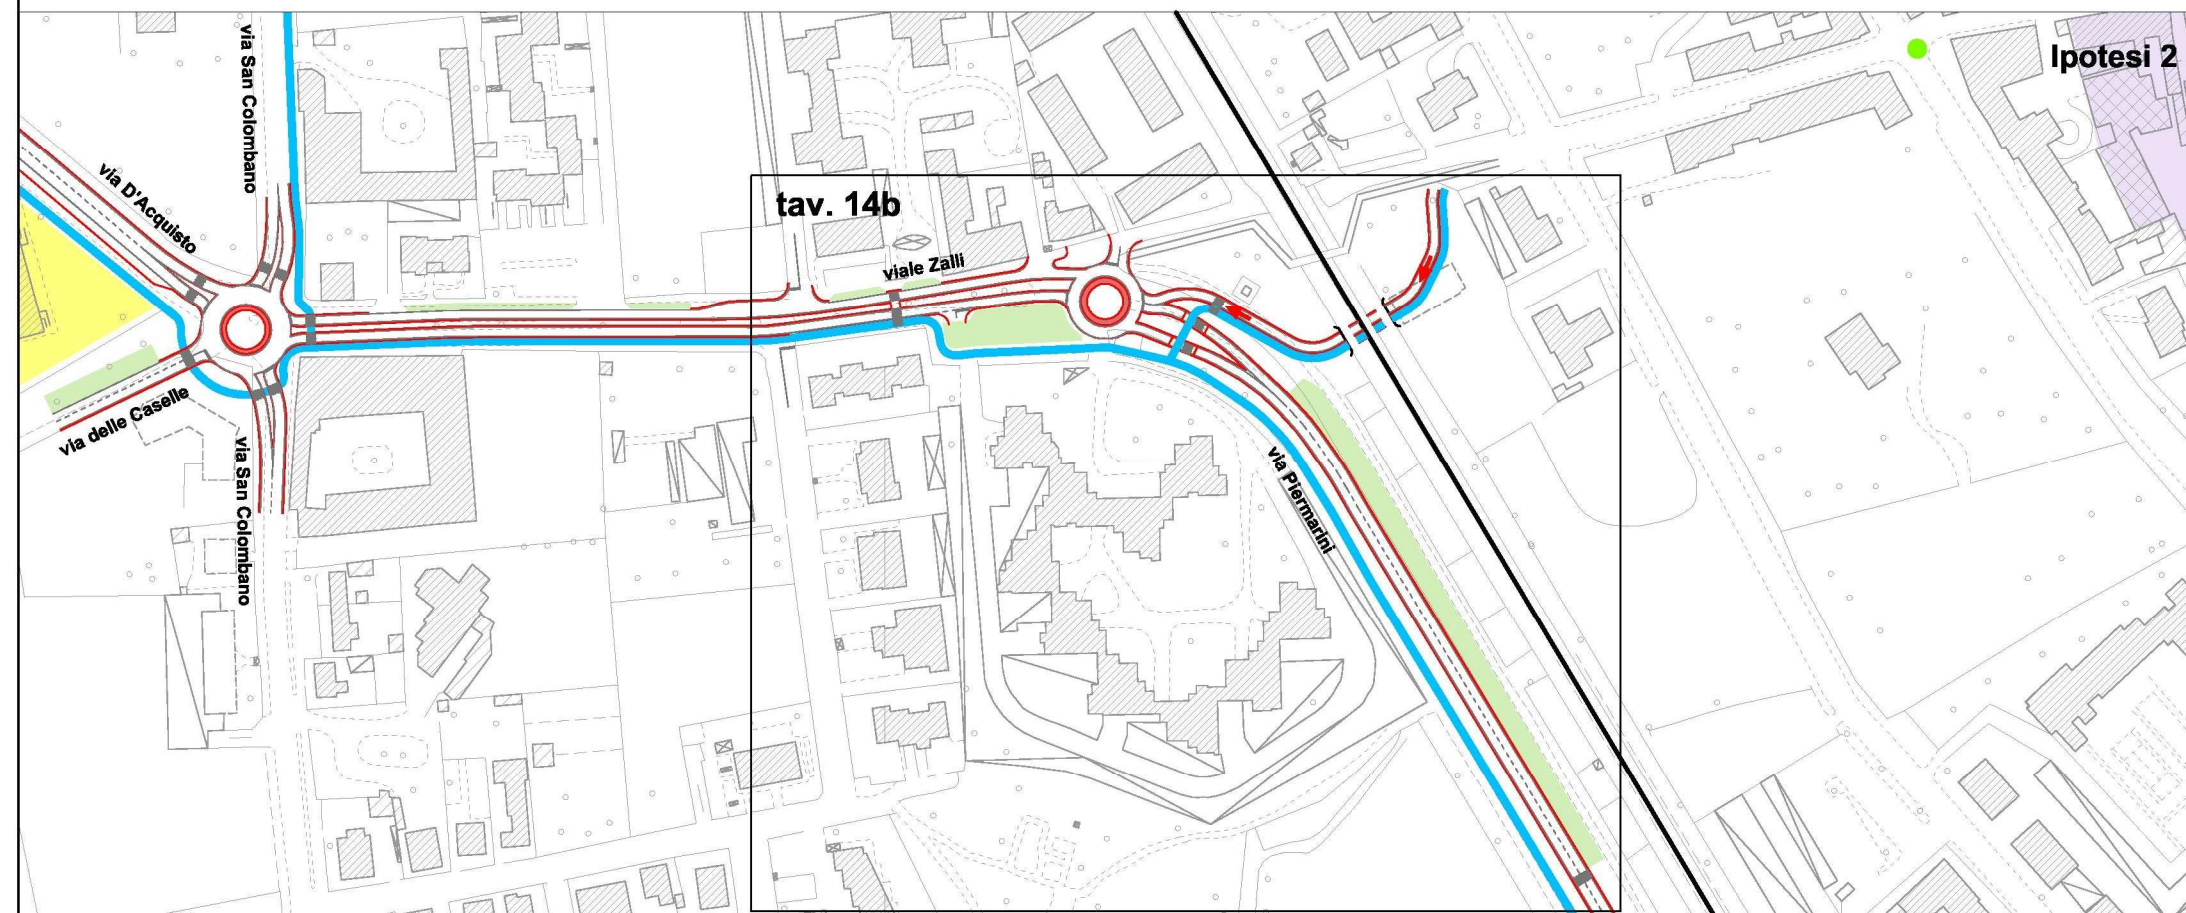 via San Colombano
Ipotesi 2
via D'Acquisto
tav. 14b
viale Zalli
via delle Caselle
via San Colombano
via Piermarini